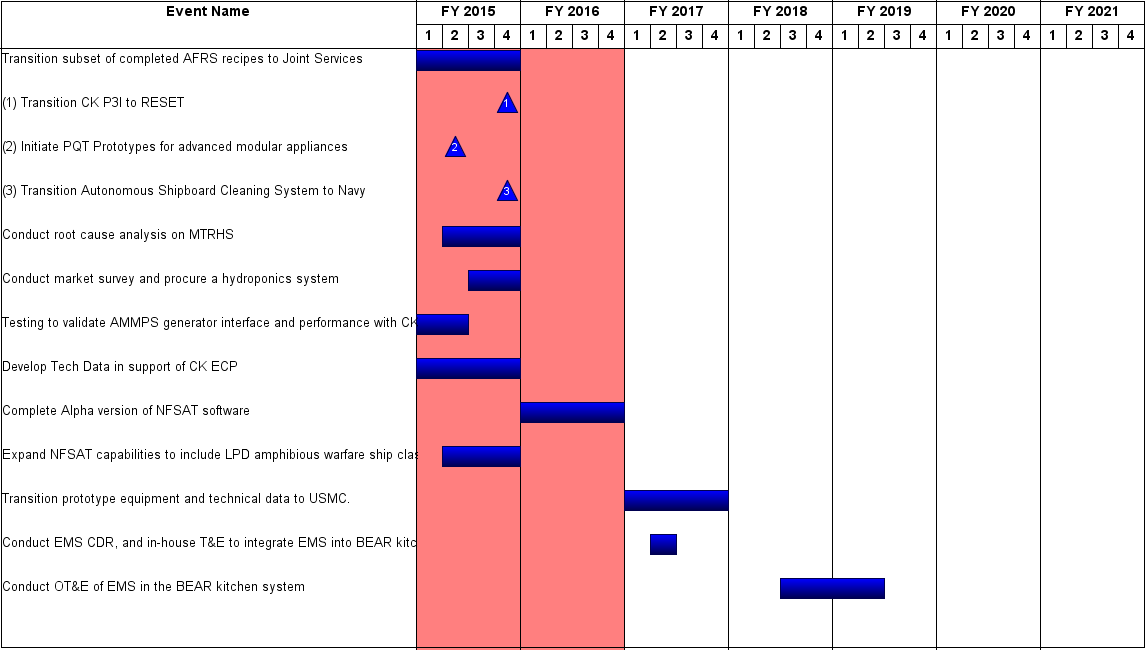 Event Name FY 2015 FY 2016 FY 2017 FY 2018 FY 2019 FY 2020 FY 2021
1 2 3 4 1 2 3 4 1 2 3 4 1 2 3 4 1 2 3 4 1 2 3 4 1 2 3 4
Transition subset of completed AFRS recipes to Joint Services
(1) Transition CK P3I to RESET 1
(2) Initiate PQT Prototypes for advanced modular appliances 2
(3) Transition Autonomous Shipboard Cleaning System to Navy 3
Conduct root cause analysis on MTRHS
Conduct market survey and procure a hydroponics system
Testing to validate AMMPS generator interface and performance with CK
Develop Tech Data in support of CK ECP
Complete Alpha version of NFSAT software
Expand NFSAT capabilities to include LPD amphibious warfare ship clas
Transition prototype equipment and technical data to USMC.
Conduct EMS CDR, and in-house T&E to integrate EMS into BEAR kitc
Conduct OT&E of EMS in the BEAR kitchen system